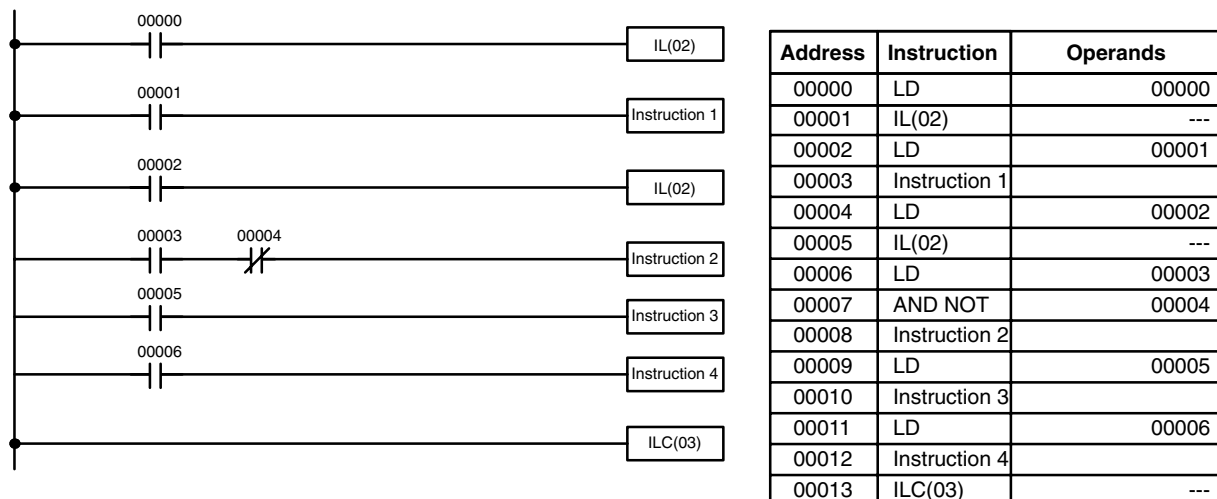 00000
IL(02)
00001
Instruction 1
00002
IL(02)
00003 00004
Instruction 2
00005
Instruction 3
00006
Instruction 4
ILC(03)
Address Instruction Operands
00000 LD 00000
00001 IL(02) ---
00002 LD 00001
00003 Instruction 1
00004 LD 00002
00005 IL(02) ---
00006 LD 00003
00007 AND NOT 00004
00008 Instruction 2
00009 LD 00005
00010 Instruction 3
00011 LD 00006
00012 Instruction 4
00013 ILC(03) ---